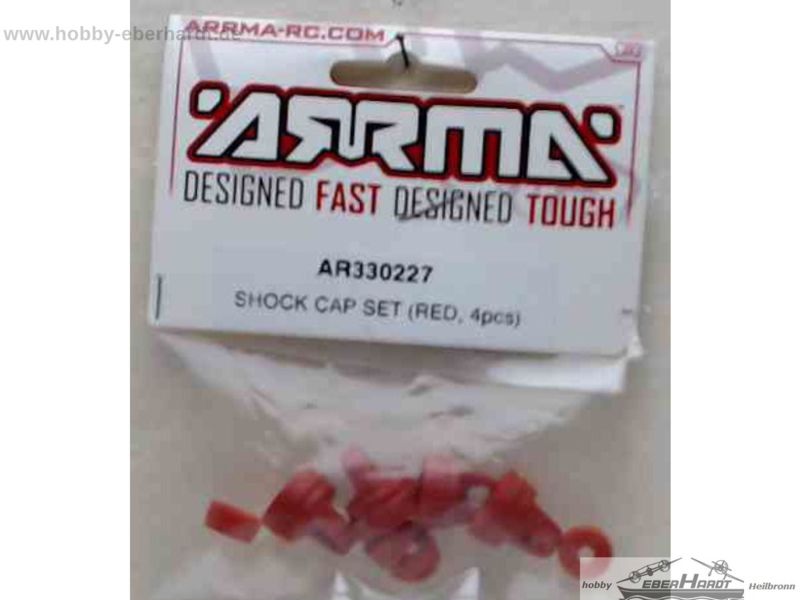 www.hobby-eberhardt.de
ARRMA-RC.COM
ARRMA
DESIGNED FAST DESIGNED TOUGH
AR330227
SHOCK CAP SET (RED, 4pcs)
hobby EBERHARDT Heilbronn